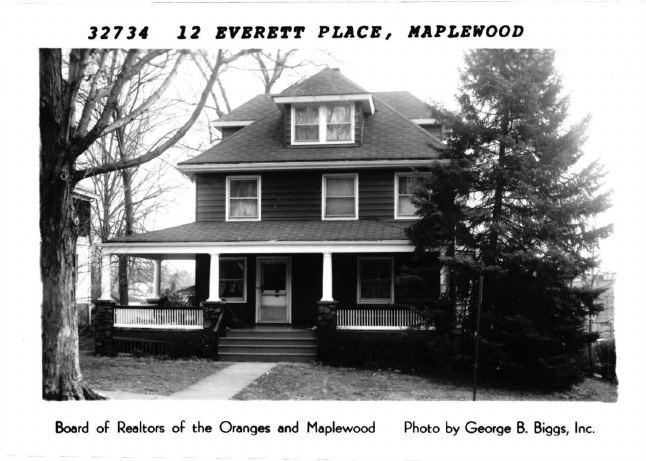 32734 12 EVERETT PLACE, MAPLEWOOD
Board of Realtors of the Oranges and Maplewood Photo by George B. Biggs, Inc.